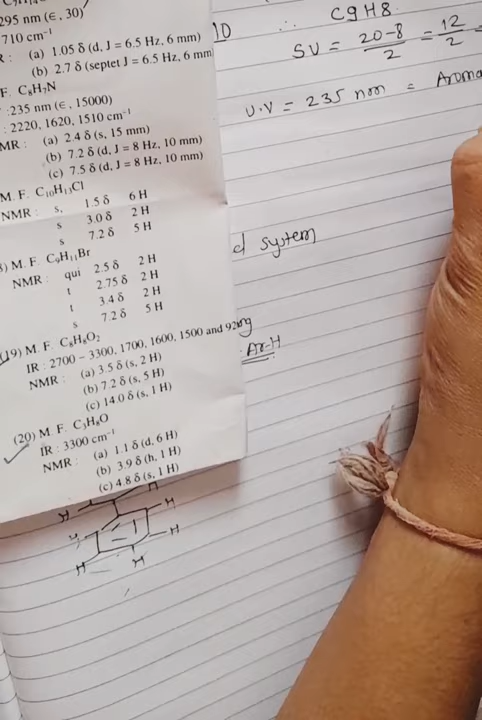 295 nm (∈, 30)
710 cm⁻¹
(a) 1.05 δ (d, J = 6.5 Hz, 6 mm)
(b) 2.7 δ (septet J = 6.5 Hz, 6 mm
F. C₈H₇N
: 235 nm (∈, 15000)
: 2220, 1620, 1510 cm⁻¹
MR : (a) 2.4 δ (s, 15 mm)
(b) 7.2 δ (d, J = 8 Hz, 10 mm)
(c) 7.5 δ (d, J = 8 Hz, 10 mm)
M. F. C₁₀H₁₃Cl
NMR : s, 1.5 δ 6 H
s 3.0 δ 2 H
s 7.2 δ 5 H
) M. F. C₉H₁₁Br
NMR : qui 2.5 δ 2 H
t 2.75 δ 2 H
t 3.4 δ 2 H
s 7.2 δ 5 H
(19) M. F. C₈H₈O₂
IR : 2700 – 3300, 1700, 1600, 1500 and 920
NMR : (a) 3.5 δ (s, 2 H)
(b) 7.2 δ (s, 5 H)
(c) 14.0 δ (s, 1 H)
(20) M. F. C₃H₈O
IR : 3300 cm⁻¹
NMR : (a) 1.1 δ (d, 6 H)
(b) 3.9 δ (h, 1 H)
(c) 4.8 δ (s, 1 H)
10 ∴ C9H8
SU = 20-8/2 = 12/2 =
U.V = 235 nm = Aroma
d system
Ar-H
H H
H H
H H
H